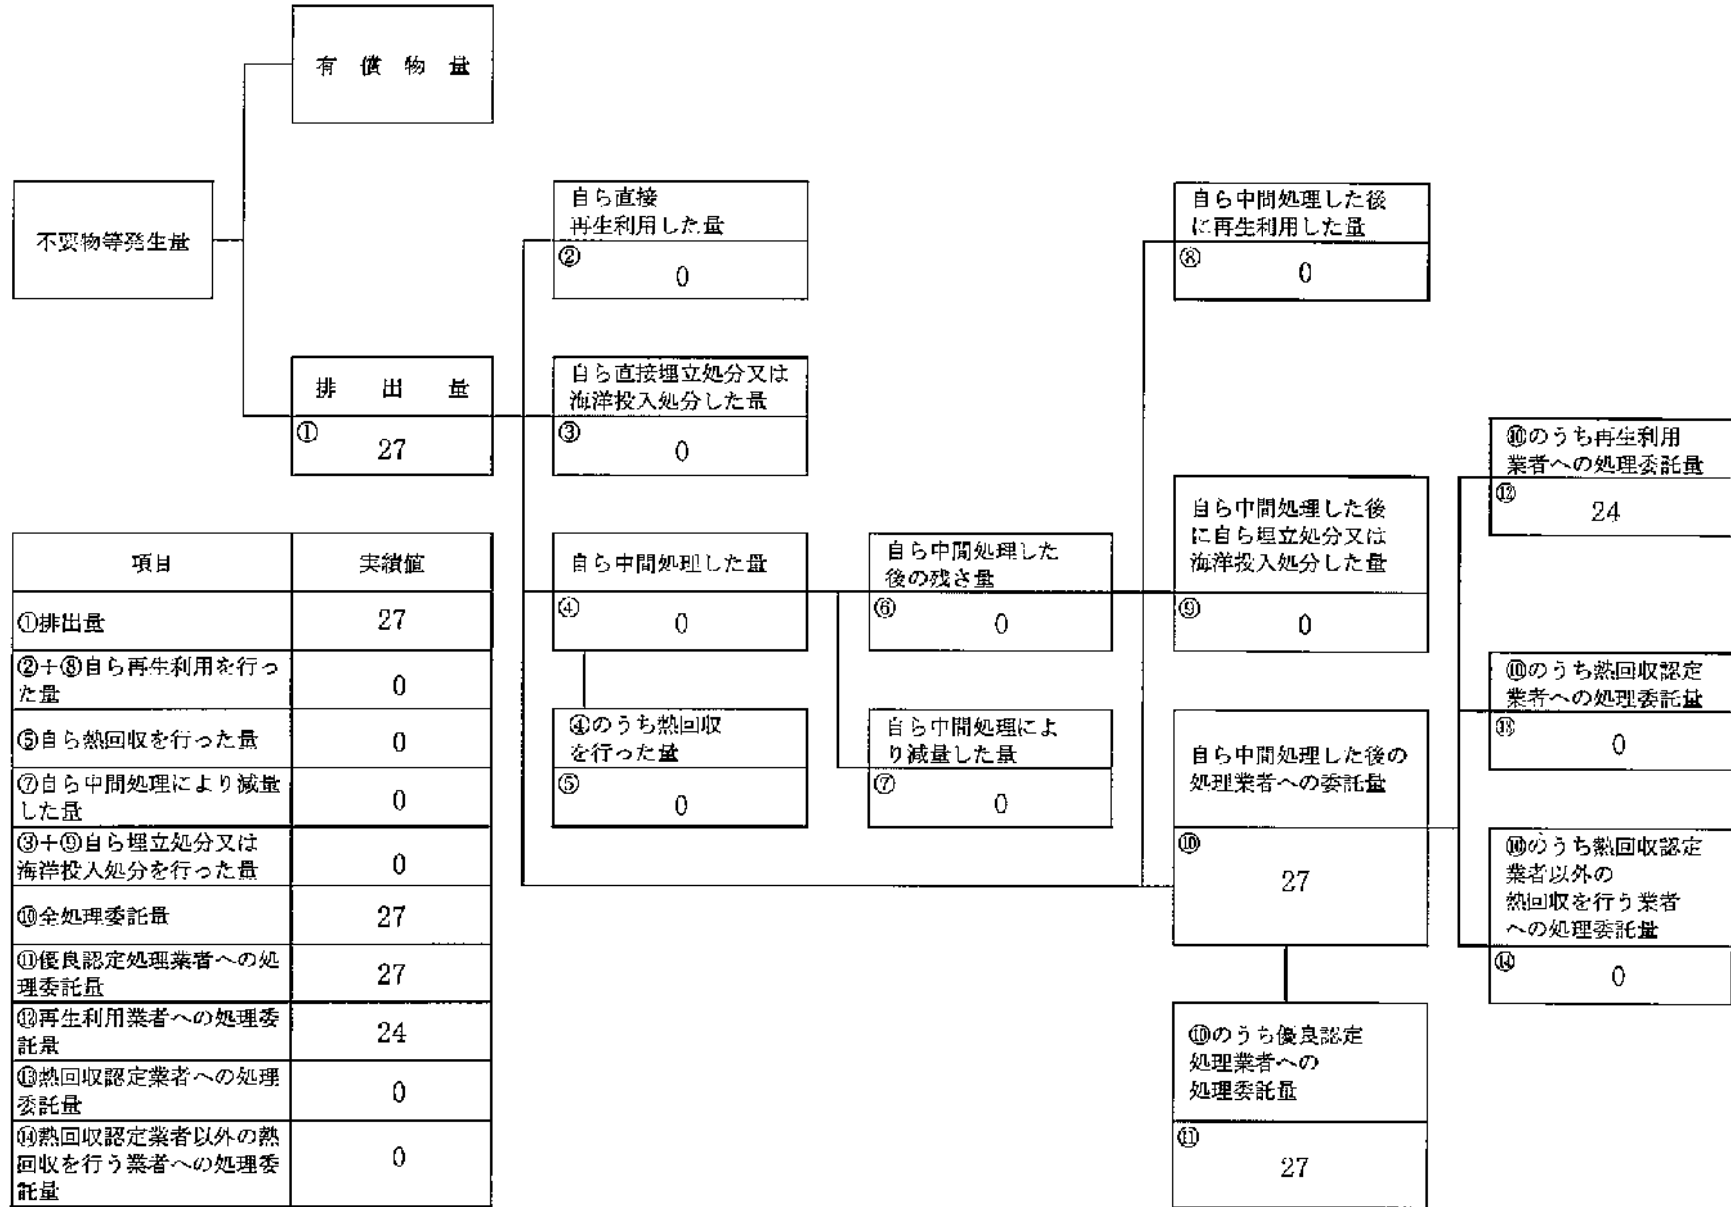 有償物量
不要物等発生量
排出量
①
27
自ら直接
再生利用した量
②
0
自ら直接埋立処分又は
海洋投入処分した量
③
0
自ら中間処理した量
④
0
④のうち熱回収
を行った量
⑤
0
自ら中間処理した
後の残さ量
⑥
0
自ら中間処理によ
り減量した量
⑦
0
自ら中間処理した後
に再生利用した量
⑧
0
自ら中間処理した後
に自ら埋立処分又は
海洋投入処分した量
⑨
0
自ら中間処理した後の
処理業者への委託量
⑩
27
⑩のうち優良認定
処理業者への
処理委託量
⑪
27
⑩のうち再生利用
業者への処理委託量
⑫
24
⑩のうち熱回収認定
業者への処理委託量
⑬
0
⑩のうち熱回収認定
業者以外の
熱回収を行う業者
への処理委託量
⑭
0
項目 実績値
①排出量 27
②+⑧自ら再生利用を行っ
た量 0
⑤自ら熱回収を行った量 0
⑦自ら中間処理により減量
した量 0
③+⑨自ら埋立処分又は
海洋投入処分を行った量 0
⑩全処理委託量 27
⑪優良認定処理業者への処
理委託量 27
⑫再生利用業者への処理委
託量 24
⑬熱回収認定業者への処理
委託量 0
⑭熱回収認定業者以外の熱
回収を行う業者への処理委
託量 0